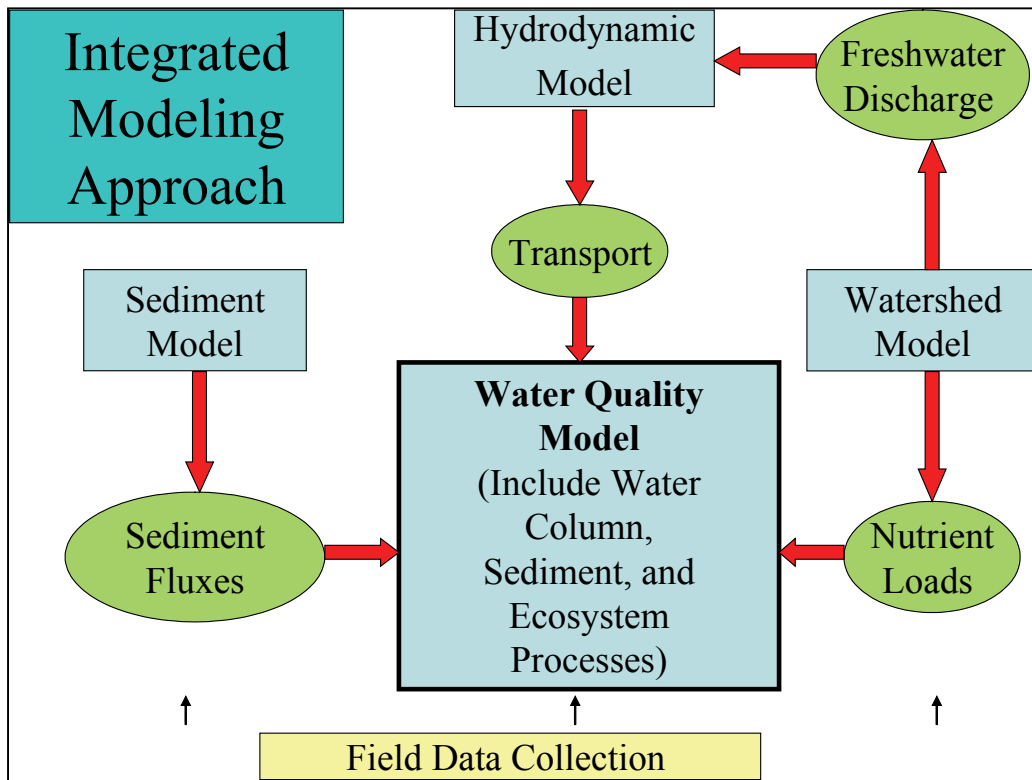 Integrated
Modeling
Approach
Hydrodynamic
Model
Freshwater
Discharge
Transport
Sediment
Model
Watershed
Model
Water Quality
Model
(Include Water
Column,
Sediment, and
Ecosystem
Processes)
Sediment
Fluxes
Nutrient
Loads
Field Data Collection